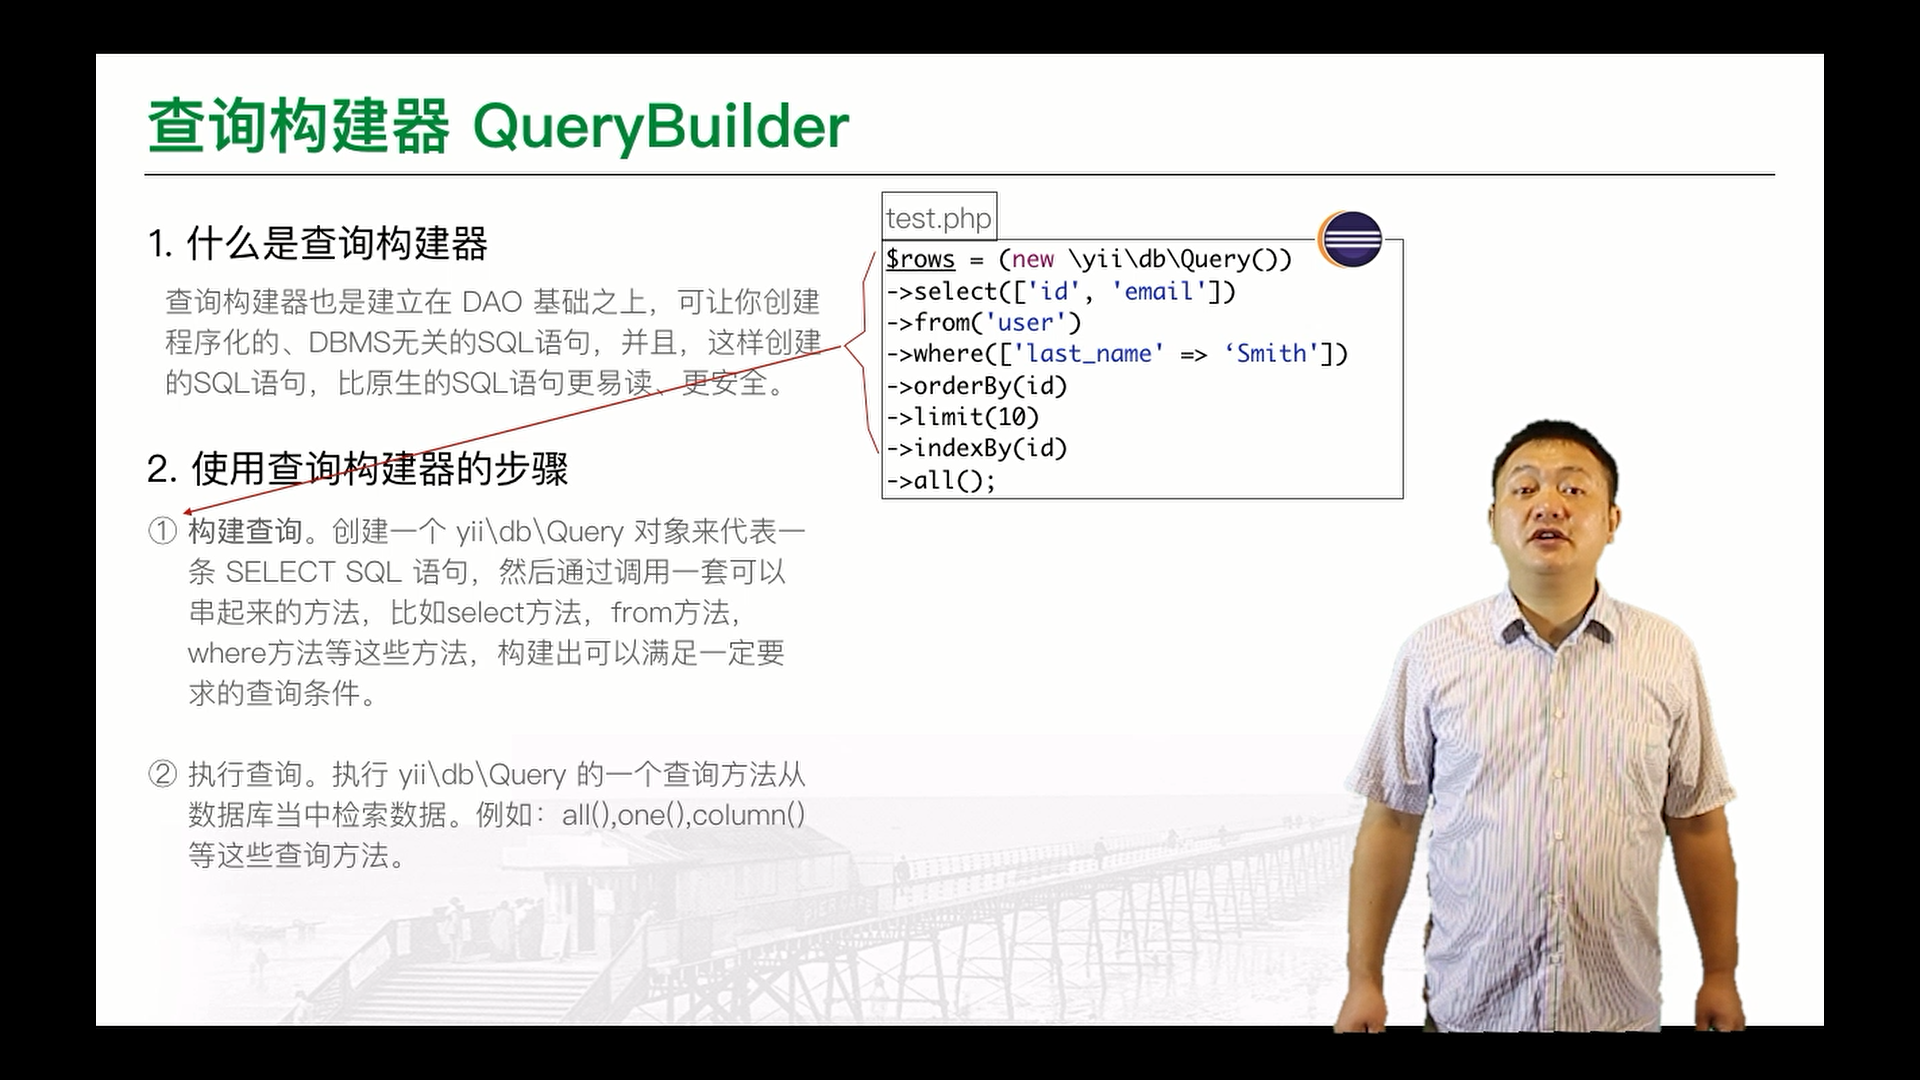 查询构建器 QueryBuilder
1. 什么是查询构建器
查询构建器也是建立在 DAO 基础之上，可让你创建
程序化的、DBMS无关的SQL语句，并且，这样创建
的SQL语句，比原生的SQL语句更易读、更安全。
2. 使用查询构建器的步骤
① 构建查询。创建一个 yii\db\Query 对象来代表一
条 SELECT SQL 语句，然后通过调用一套可以
串起来的方法，比如select方法，from方法，
where方法等这些方法，构建出可以满足一定要
求的查询条件。
② 执行查询。执行 yii\db\Query 的一个查询方法从
数据库当中检索数据。例如：all(),one(),column()
等这些查询方法。
test.php
$rows = (new \yii\db\Query())
->select(['id', 'email'])
->from('user')
->where(['last_name' => ‘Smith'])
->orderBy(id)
->limit(10)
->indexBy(id)
->all();